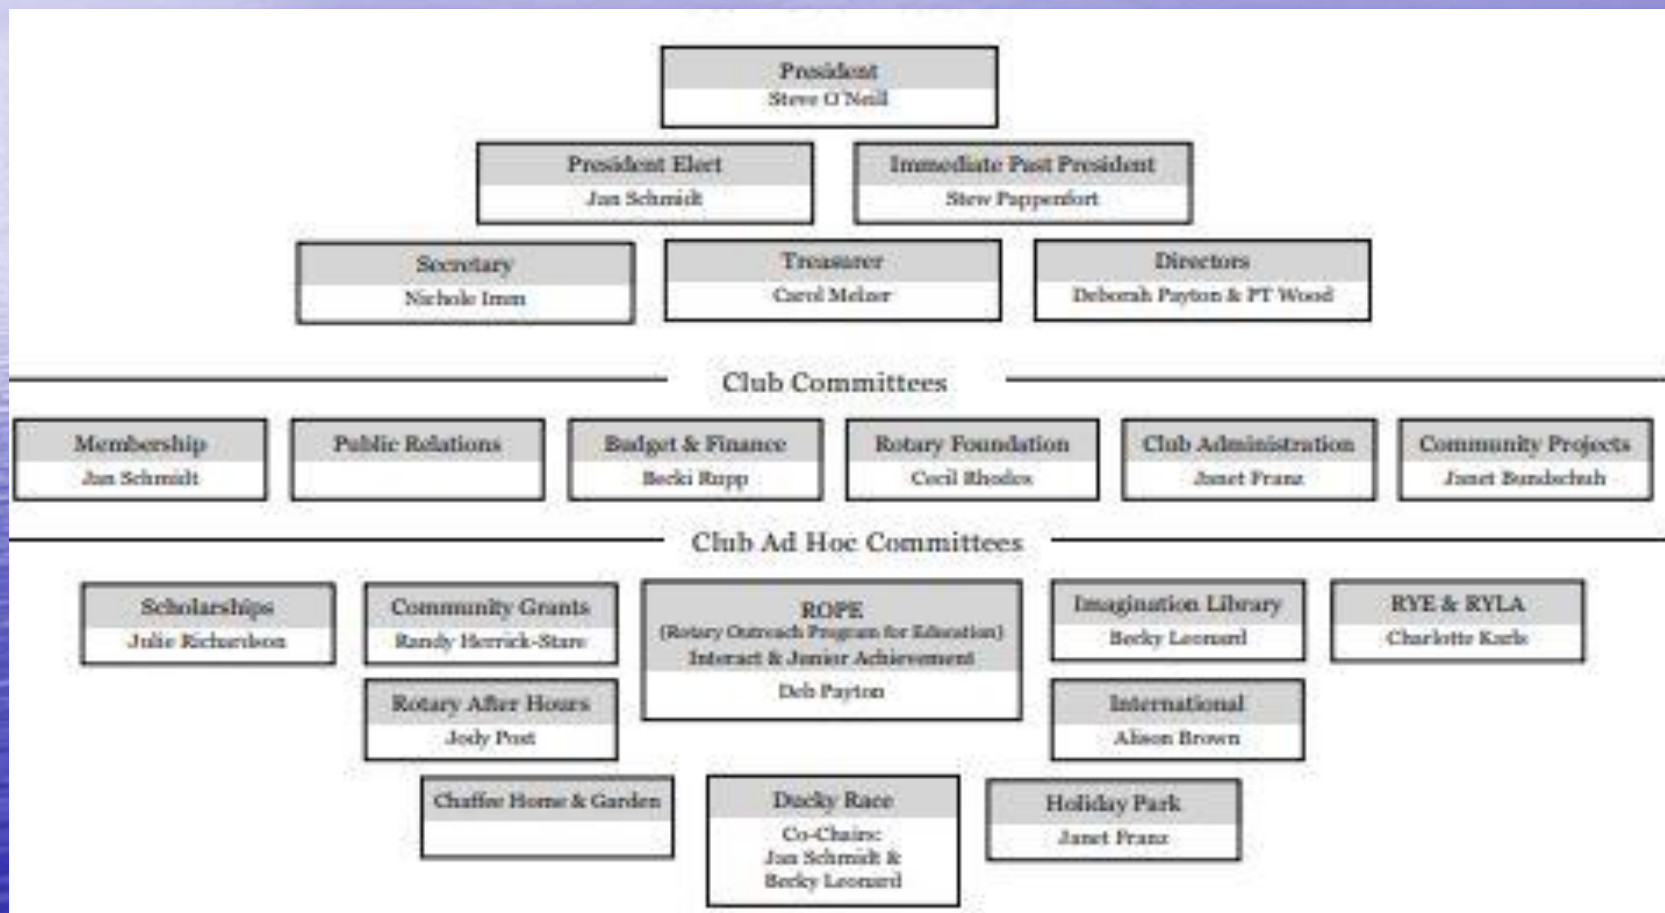 President
Steve O'Neill
President Elect
Jan Schmidt
Immediate Past President
Stew Pappenfort
Secretary
Nichole Imm
Treasurer
Carol Melzer
Directors
Deborah Payton & PT Wood
Club Committees
Membership
Jan Schmidt
Public Relations
Budget & Finance
Becki Rupp
Rotary Foundation
Cecil Rhodes
Club Administration
Janet Franz
Community Projects
Janet Bundschuh
Club Ad Hoc Committees
Scholarships
Julie Richardson
Community Grants
Randy Herrick-Stare
ROPE
(Rotary Outreach Program for Education)
Interact & Junior Achievement
Deb Payton
Imagination Library
Becky Leonard
RYE & RYLA
Charlotte Karls
Rotary After Hours
Jody Post
International
Alison Brown
Chaffee Home & Garden
Ducky Race
Co-Chairs:
Jan Schmidt &
Becky Leonard
Holiday Park
Janet Franz